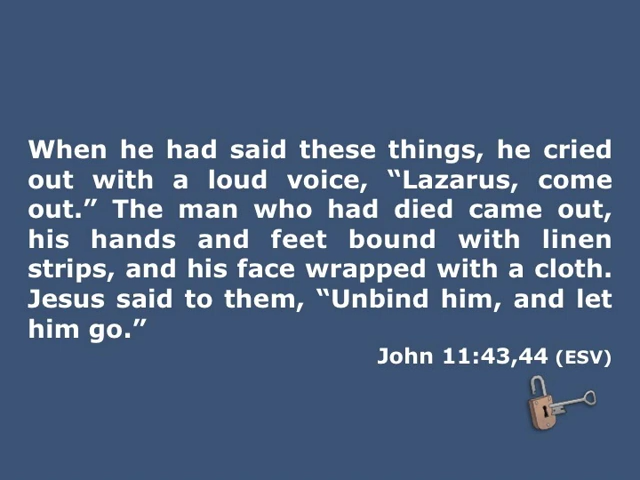 When he had said these things, he cried
out with a loud voice, “Lazarus, come
out.” The man who had died came out,
his hands and feet bound with linen
strips, and his face wrapped with a cloth.
Jesus said to them, “Unbind him, and let
him go.”
John 11:43,44 (ESV)